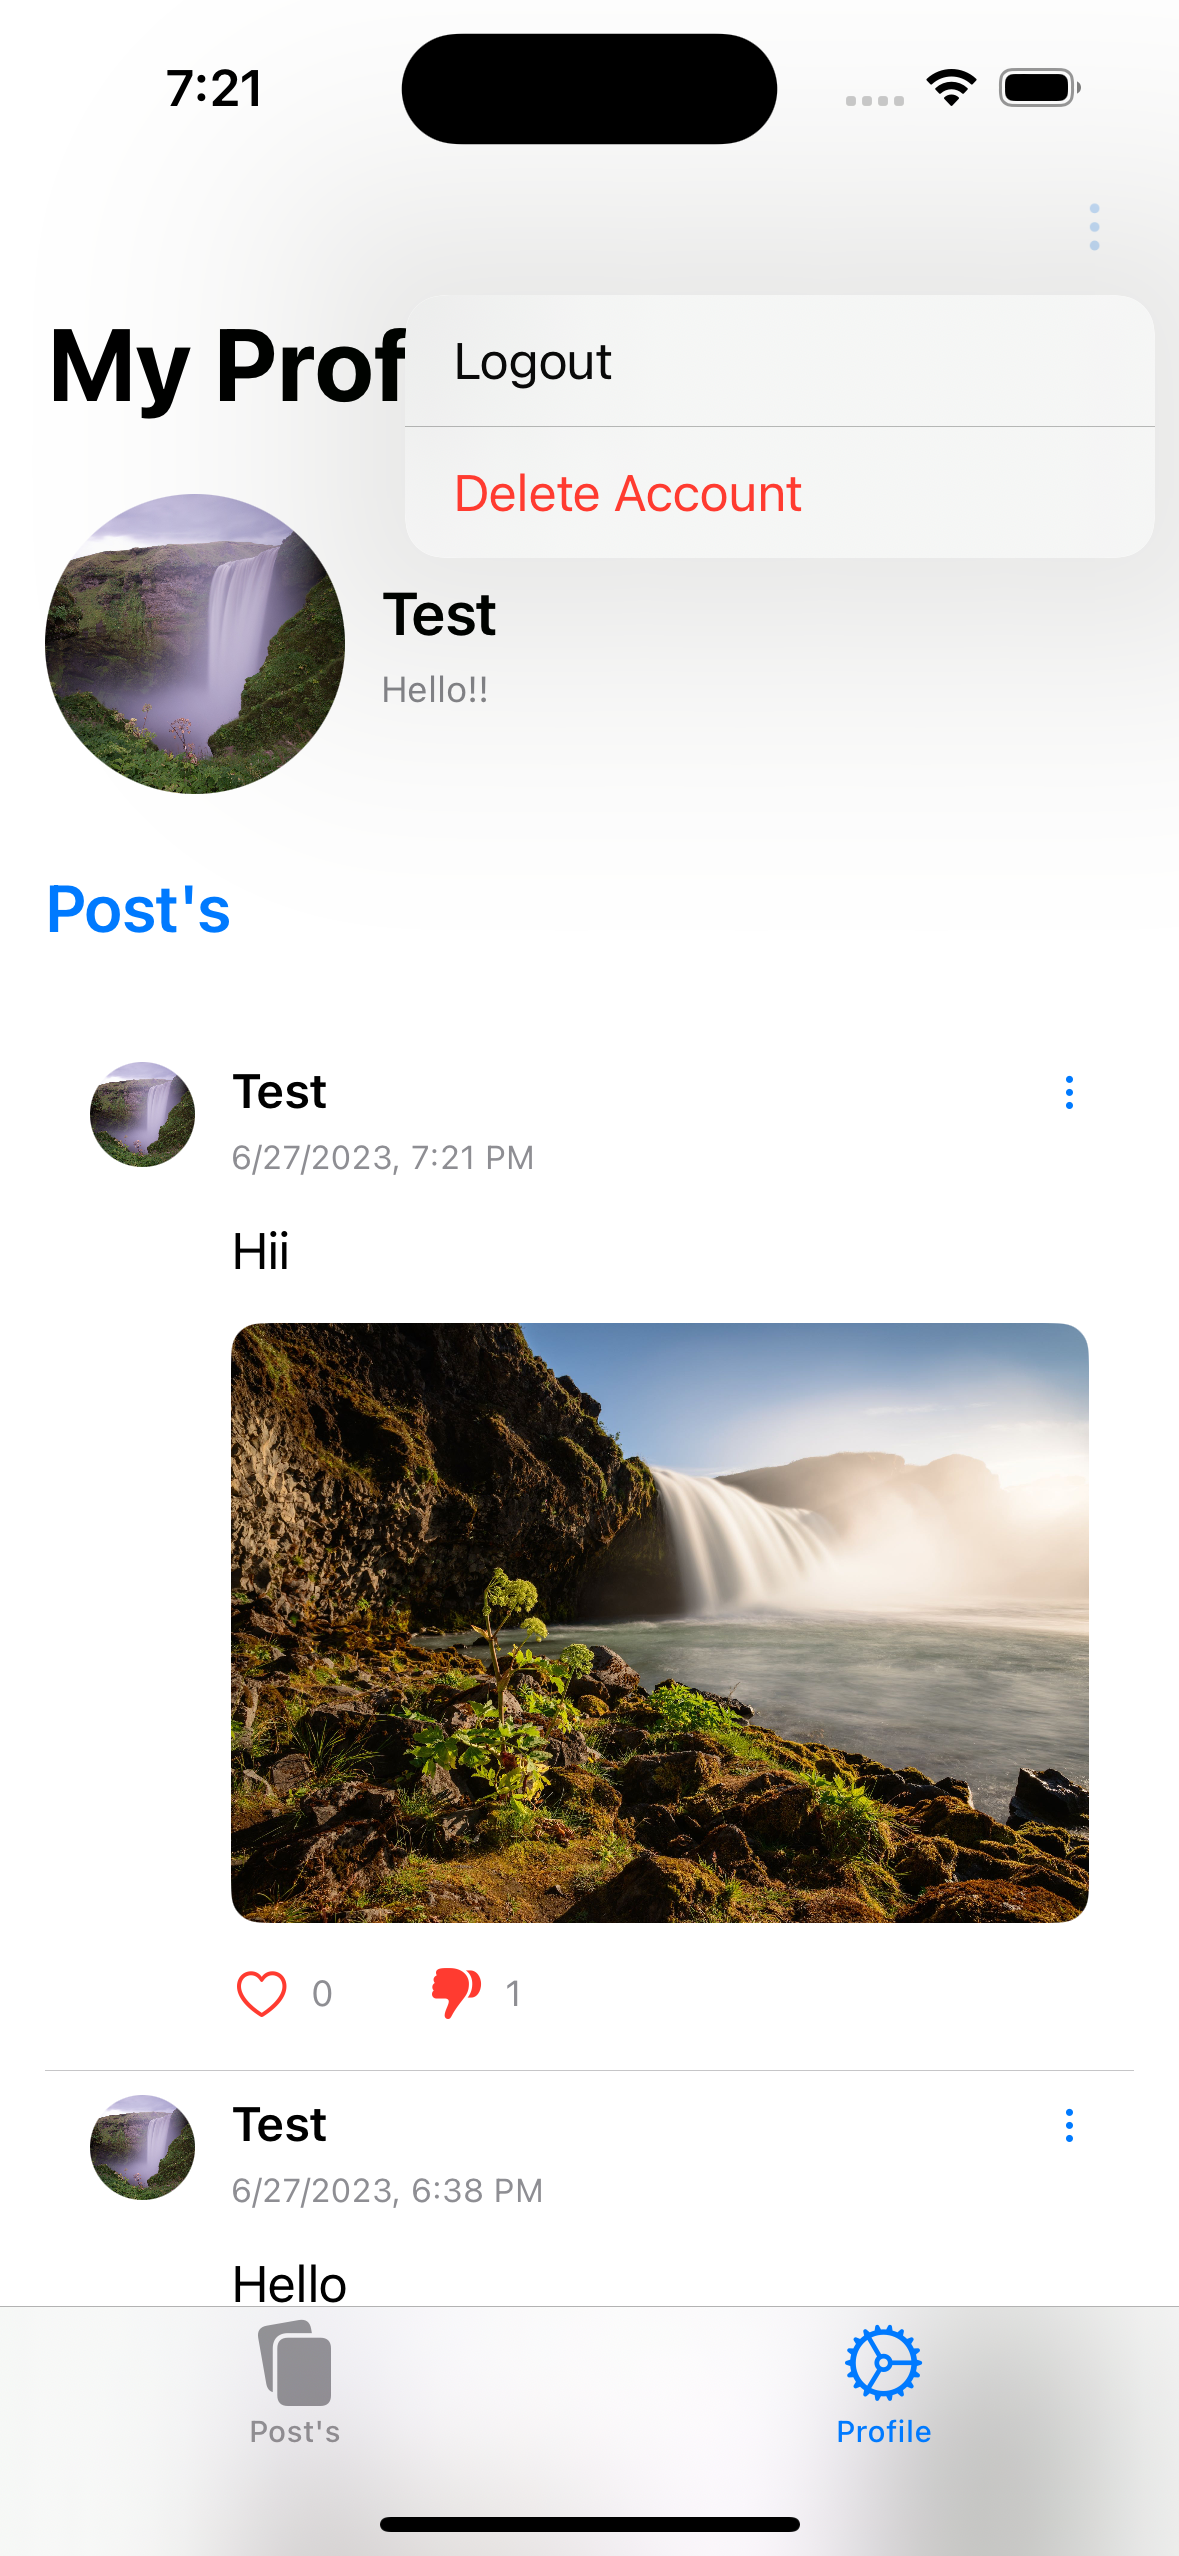 7:21
My Prof
Logout
Delete Account
Test
Hello!!
Post's
Test
6/27/2023, 7:21 PM
Hii
0 1
Test
6/27/2023, 6:38 PM
Hello
Post's Profile